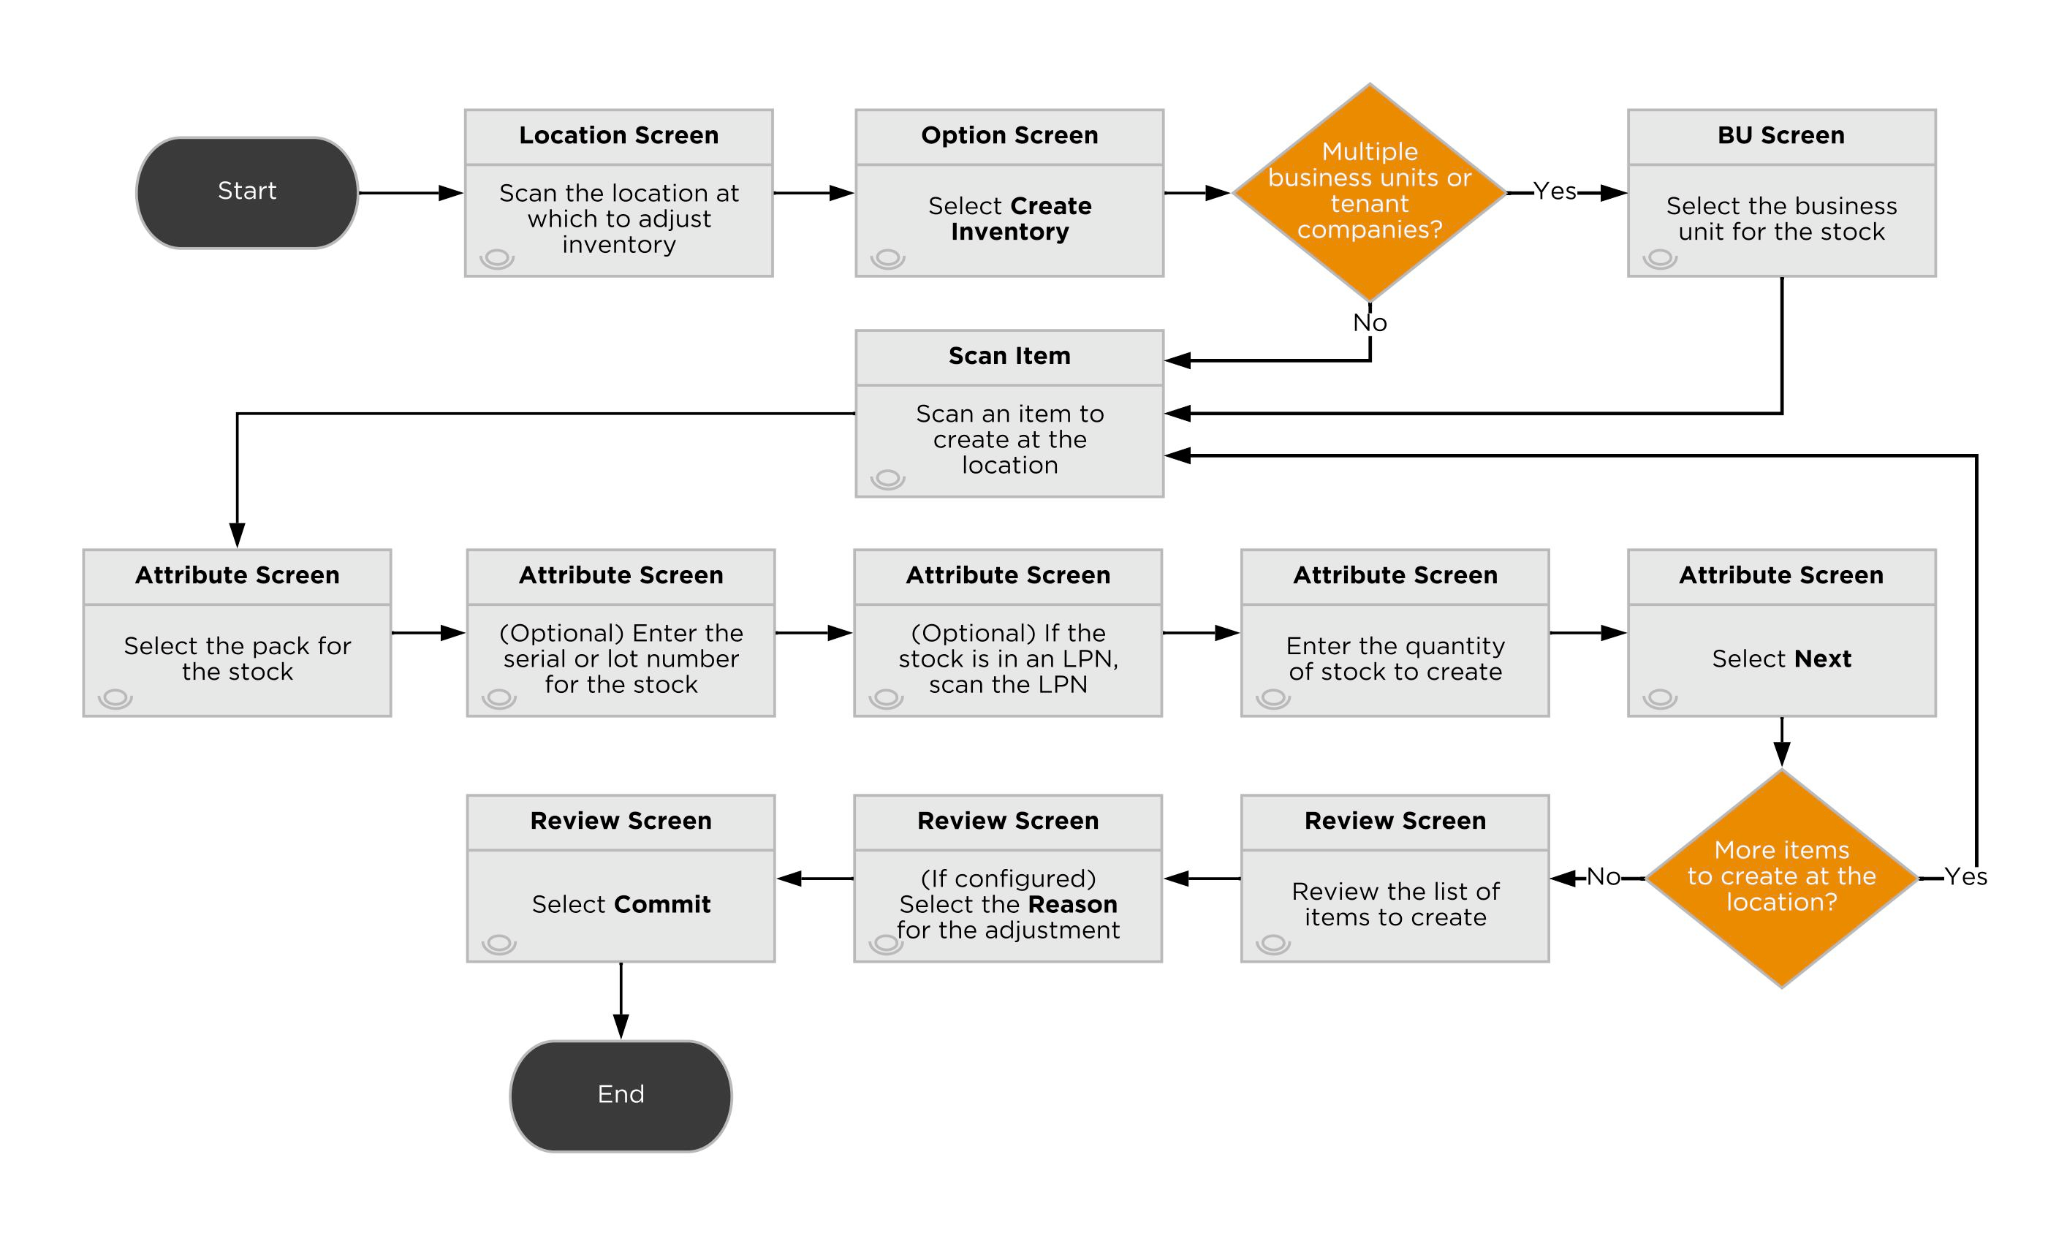 Start
Location Screen
Scan the location at
which to adjust
inventory
Option Screen
Select Create
Inventory
Multiple
business units or
tenant
companies?
Yes
No
BU Screen
Select the business
unit for the stock
Scan Item
Scan an item to
create at the
location
Attribute Screen
Select the pack for
the stock
Attribute Screen
(Optional) Enter the
serial or lot number
for the stock
Attribute Screen
(Optional) If the
stock is in an LPN,
scan the LPN
Attribute Screen
Enter the quantity
of stock to create
Attribute Screen
Select Next
More items
to create at the
location?
Yes
No
Review Screen
Review the list of
items to create
Review Screen
(If configured)
Select the Reason
for the adjustment
Review Screen
Select Commit
End